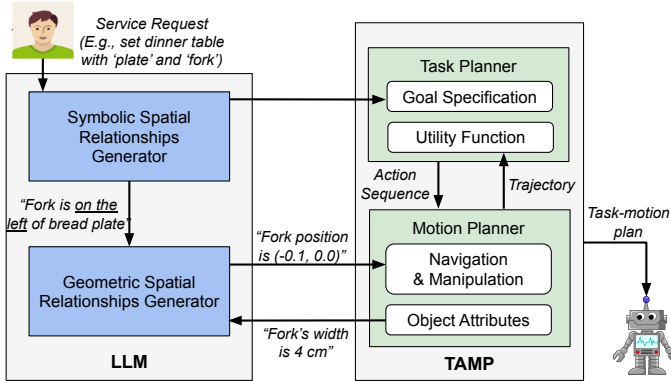 Service Request
(E.g., set dinner table
with ‘plate’ and ‘fork’)
Symbolic Spatial
Relationships
Generator
“Fork is on the
left of bread plate”
Geometric Spatial
Relationships Generator
LLM
“Fork position
is (-0.1, 0.0)”
“Fork’s width
is 4 cm”
Task Planner
Goal Specification
Utility Function
Action
Sequence
Trajectory
Motion Planner
Navigation
& Manipulation
Object Attributes
TAMP
Task-motion
plan